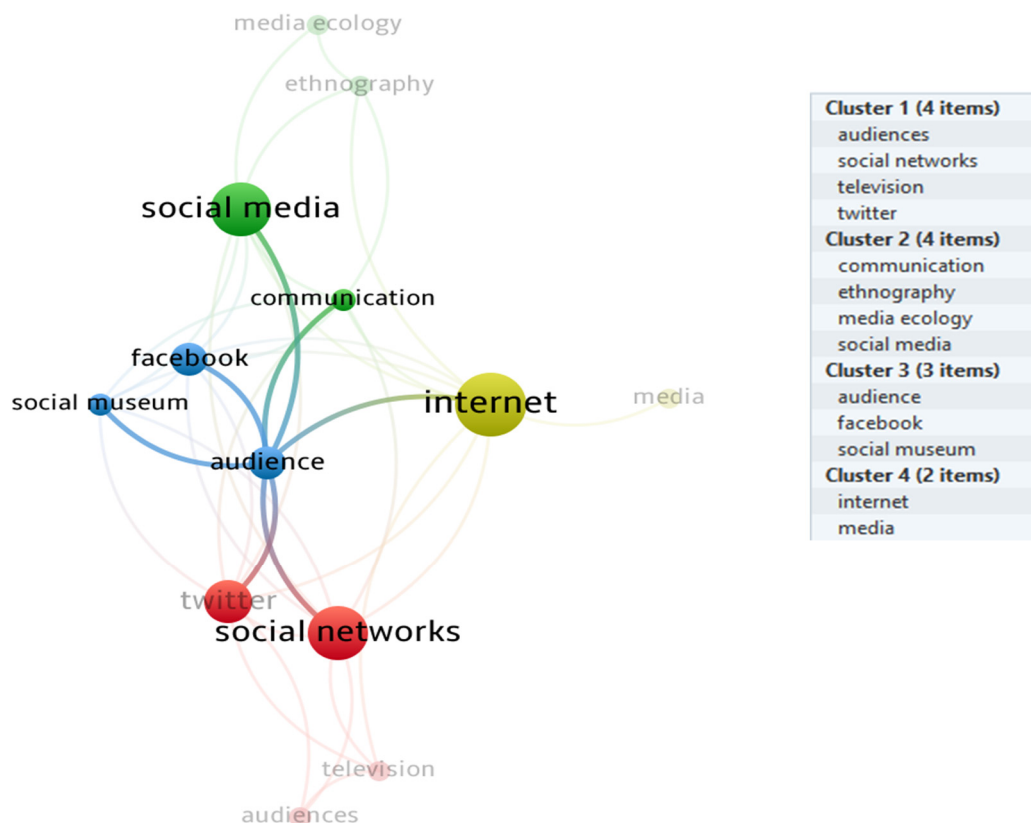 media ecology
ethnography
social media
communication
facebook
social museum
internet
media
audience
twitter
social networks
television
audiences
Cluster 1 (4 items)
audiences
social networks
television
twitter
Cluster 2 (4 items)
communication
ethnography
media ecology
social media
Cluster 3 (3 items)
audience
facebook
social museum
Cluster 4 (2 items)
internet
media